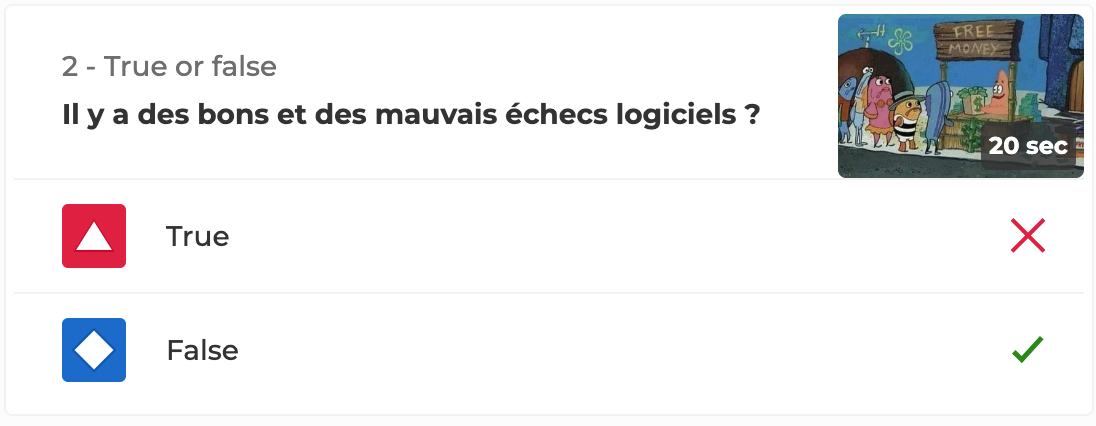 2 - True or false
Il y a des bons et des mauvais échecs logiciels ?
FREE
MONEY
20 sec
True
False